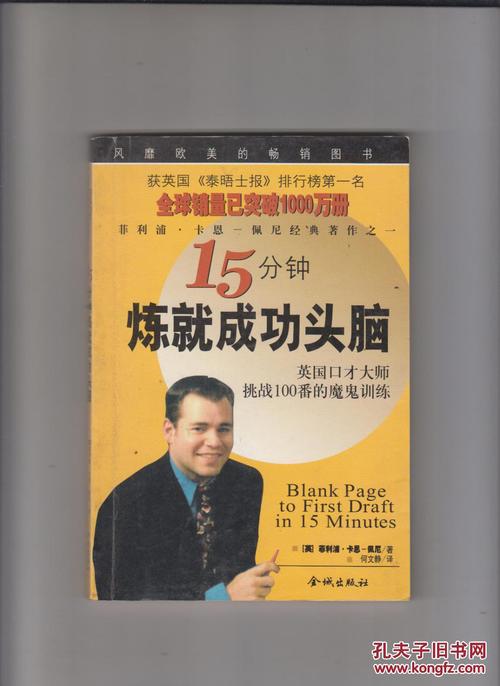 风靡欧美的畅销图书
获英国《泰晤士报》排行榜第一名
全球销量已突破1000万册
菲利浦·卡恩－佩尼经典著作之一
15分钟
炼就成功头脑
英国口才大师
挑战100番的魔鬼训练
Blank Page
to First Draft
in 15 Minutes
[英] 菲利浦·卡恩－佩尼/著
何文静/译
金城出版社
孔夫子旧书网
kongfz.com